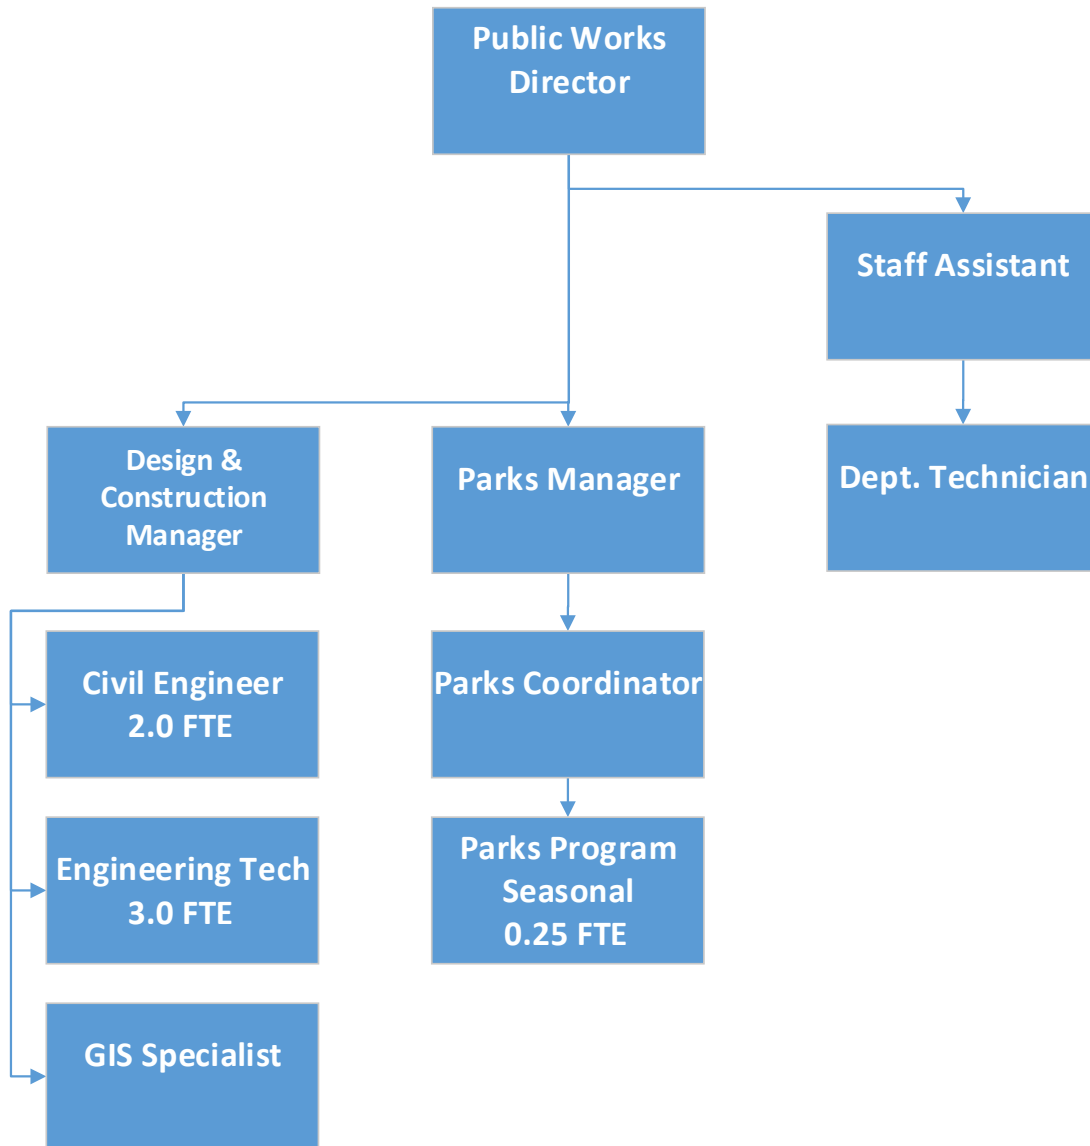 Public Works
Director
Staff Assistant
Design &
Construction
Manager
Parks Manager
Dept. Technician
Civil Engineer
2.0 FTE
Parks Coordinator
Engineering Tech
3.0 FTE
Parks Program
Seasonal
0.25 FTE
GIS Specialist